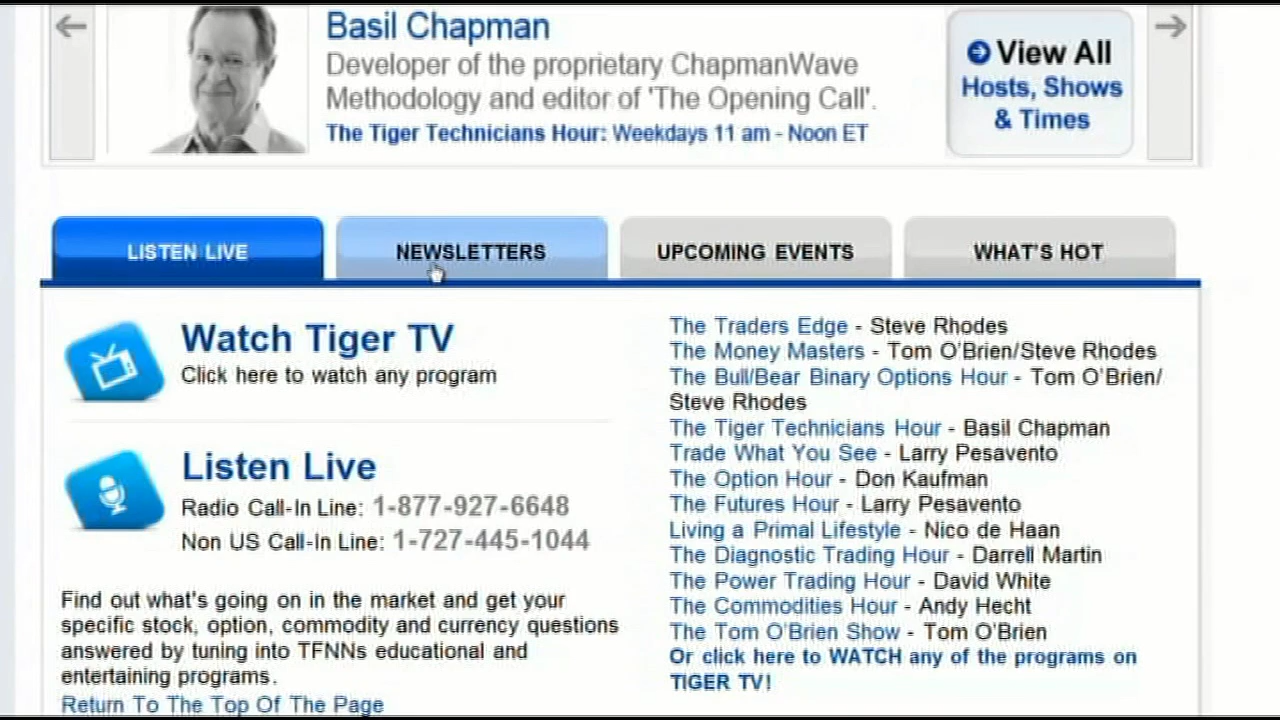 Basil Chapman
Developer of the proprietary ChapmanWave
Methodology and editor of 'The Opening Call'.
The Tiger Technicians Hour: Weekdays 11 am - Noon ET
View All
Hosts, Shows
& Times
LISTEN LIVE
NEWSLETTERS
UPCOMING EVENTS
WHAT'S HOT
Watch Tiger TV
Click here to watch any program
Listen Live
Radio Call-In Line: 1-877-927-6648
Non US Call-In Line: 1-727-445-1044
Find out what's going on in the market and get your
specific stock, option, commodity and currency questions
answered by tuning into TFNNs educational and
entertaining programs.
Return To The Top Of The Page
The Traders Edge - Steve Rhodes
The Money Masters - Tom O'Brien/Steve Rhodes
The Bull/Bear Binary Options Hour - Tom O'Brien/
Steve Rhodes
The Tiger Technicians Hour - Basil Chapman
Trade What You See - Larry Pesavento
The Option Hour - Don Kaufman
The Futures Hour - Larry Pesavento
Living a Primal Lifestyle - Nico de Haan
The Diagnostic Trading Hour - Darrell Martin
The Power Trading Hour - David White
The Commodities Hour - Andy Hecht
The Tom O'Brien Show - Tom O'Brien
Or click here to WATCH any of the programs on
TIGER TV!